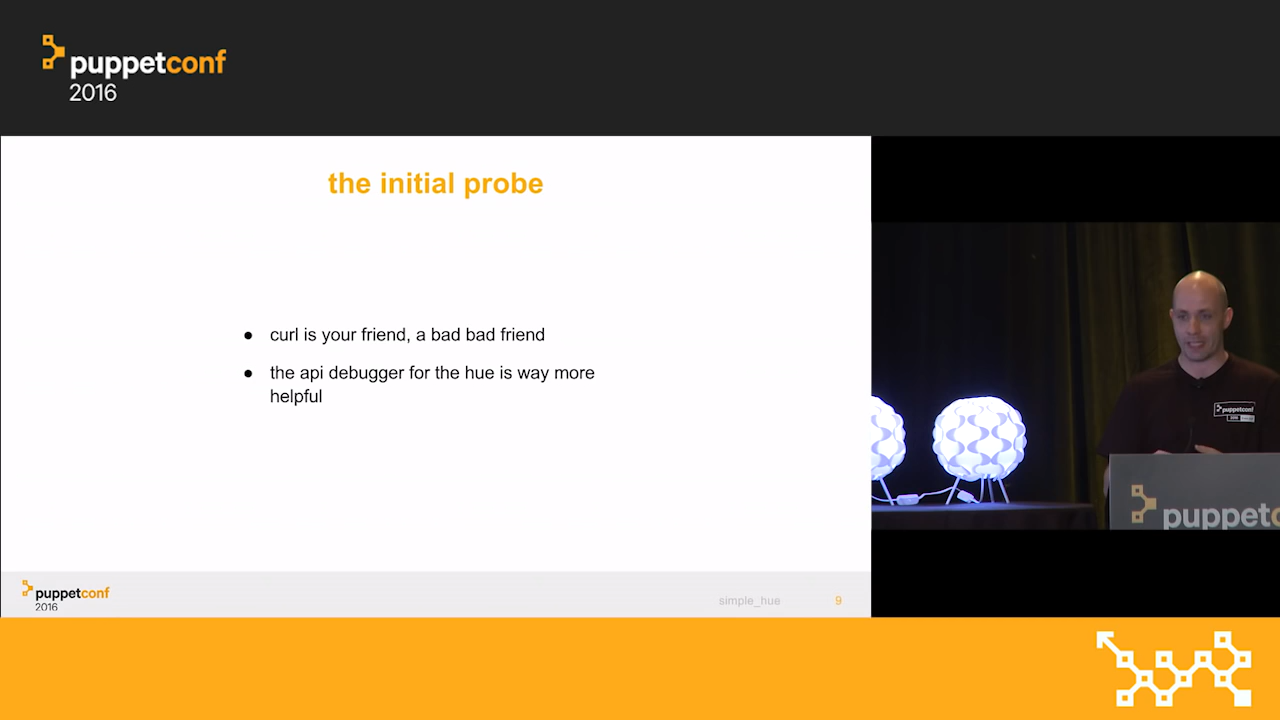 puppetconf
2016
the initial probe
● curl is your friend, a bad bad friend
● the api debugger for the hue is way more
helpful
puppetconf
puppetc
puppetconf
2016
simple_hue
9